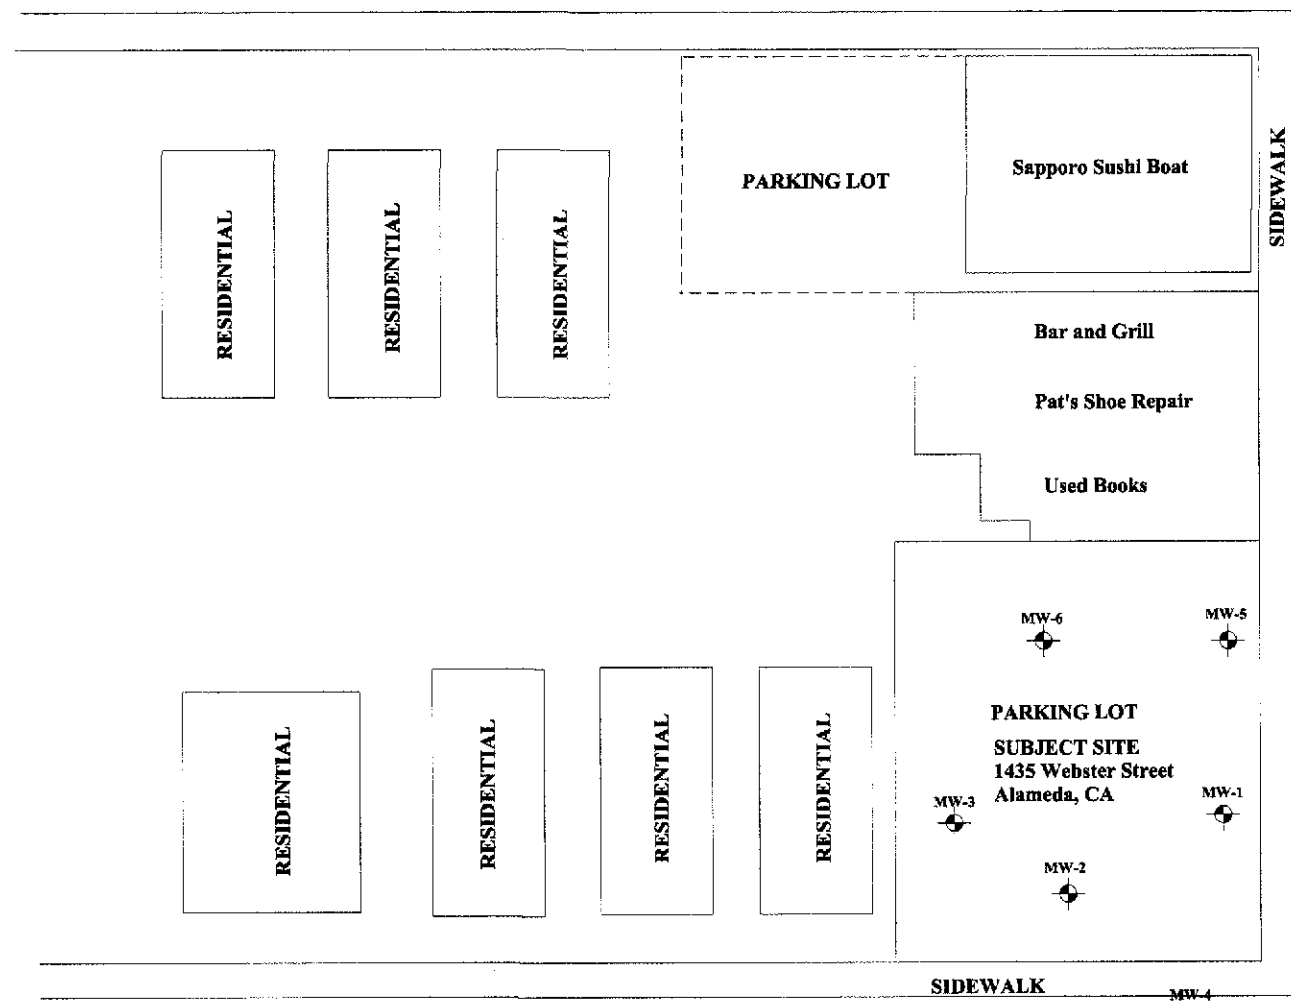 SIDEWALK
PARKING LOT
Sapporo Sushi Boat
RESIDENTIAL
RESIDENTIAL
RESIDENTIAL
Bar and Grill
Pat's Shoe Repair
Used Books
MW-6
MW-5
PARKING LOT
SUBJECT SITE
1435 Webster Street
Alameda, CA
MW-3
MW-1
MW-2
RESIDENTIAL
RESIDENTIAL
RESIDENTIAL
RESIDENTIAL
SIDEWALK
MW-4